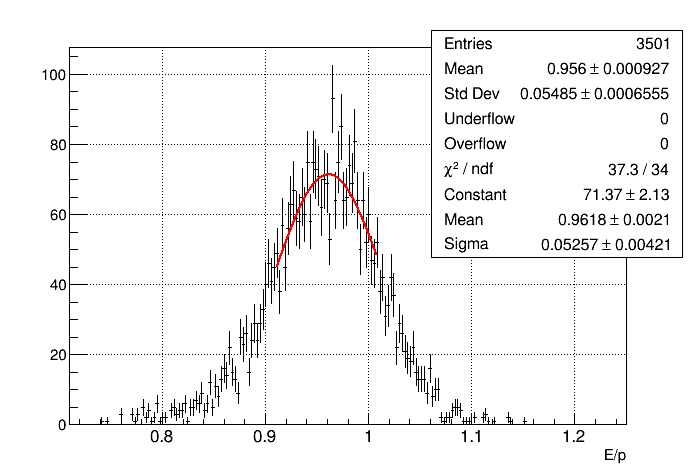 Entries 3501
Mean 0.956 ± 0.000927
Std Dev 0.05485 ± 0.0006555
Underflow 0
Overflow 0
χ² / ndf 37.3 / 34
Constant 71.37 ± 2.13
Mean 0.9618 ± 0.0021
Sigma 0.05257 ± 0.00421
100
80
60
40
20
0
0.8 0.9 1 1.1 1.2
E/p